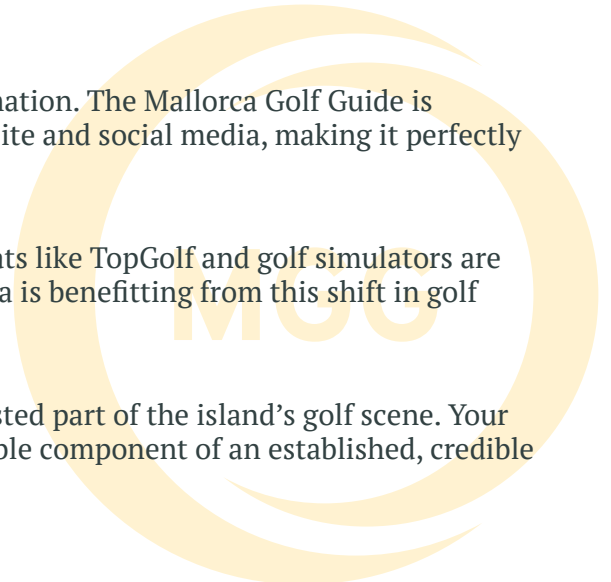 nation. The Mallorca Golf Guide is
ite and social media, making it perfectly
ats like TopGolf and golf simulators are
a is benefitting from this shift in golf
MGG
sted part of the island’s golf scene. Your
ble component of an established, credible